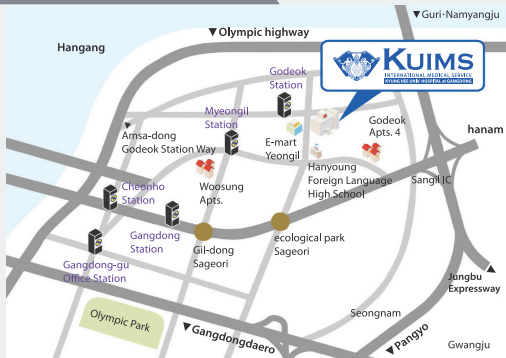 ▼Guri·Namyangju
▼Olympic highway
Hangang
KUIMS
INTERNATIONAL MEDICAL SERVICE
KYUNG HEE UNIV. HOSPITAL at GANGDONG
Godeok
Station
Myeongil
Station
Amsa-dong
Godeok Station Way
E-mart
Yeongil
Godeok
Apts. 4
hanam
Hanyoung
Foreign Language
High School
Sangil IC
Cheonho
Station
Woosung
Apts.
Gangdong
Station
Gil-dong
Sageori
ecological park
Sageori
Gangdong-gu
Office Station
Jungbu
Expressway
Olympic Park
Seongnam
▼Gangdongdaero
▼Pangyo
Gwangju